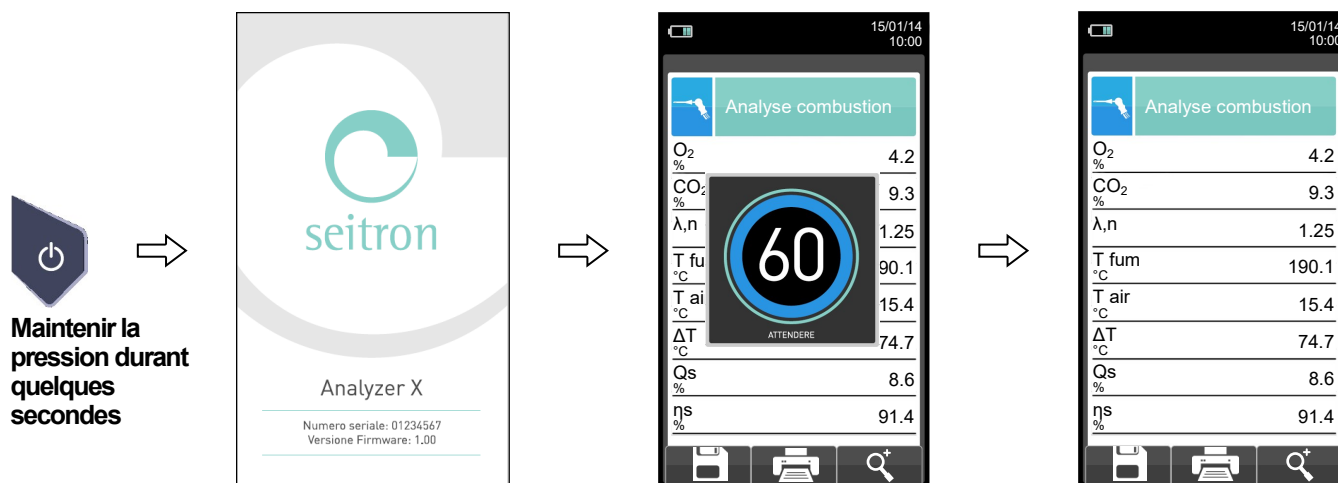 Maintenir la
pression durant
quelques
secondes
seitron
Analyzer X
Numero seriale: 01234567
Versione Firmware: 1.00
15/01/14
10:00
Analyse combustion
O2 4.2
%
CO2 9.3
%
λ,n 1.25
T fu 90.1
°C
T ai 15.4
°C
ΔT 74.7
°C
Qs 8.6
%
ηs 91.4
%
60
ATTENDERE
15/01/14
10:00
Analyse combustion
O2 4.2
%
CO2 9.3
%
λ,n 1.25
T fum 190.1
°C
T air 15.4
°C
ΔT 74.7
°C
Qs 8.6
%
ηs 91.4
%